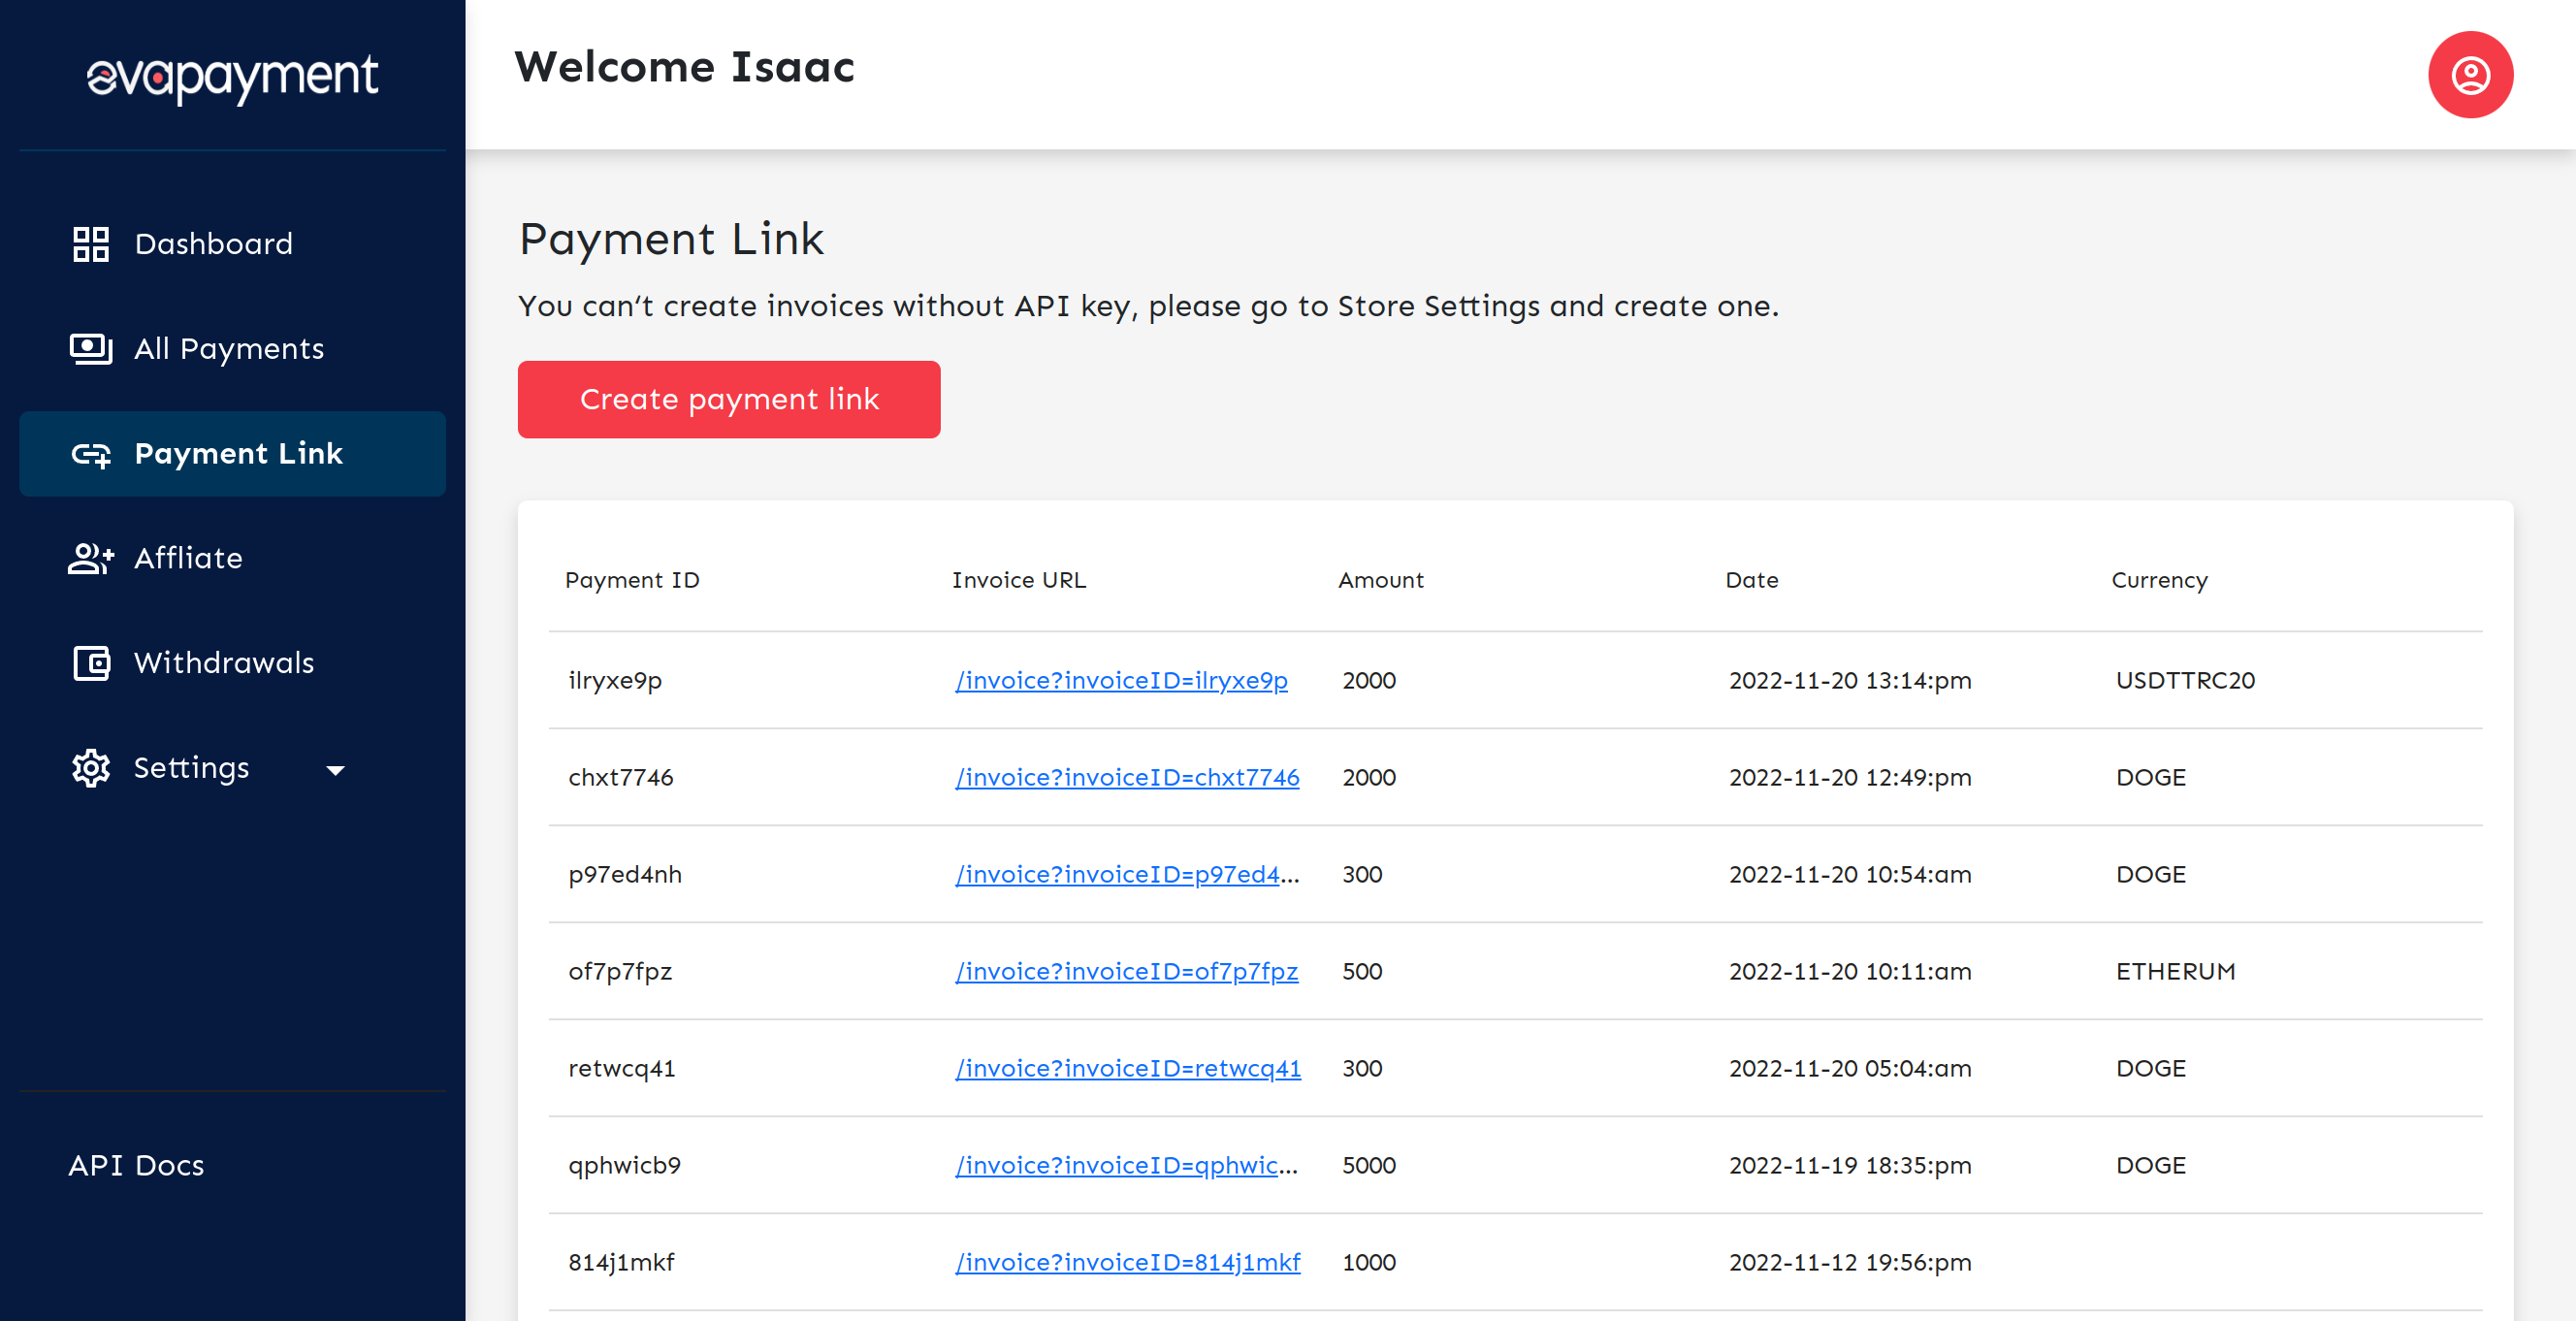 evapayment
Welcome Isaac
Dashboard
All Payments
Payment Link
Affliate
Withdrawals
Settings
API Docs
Payment Link
You can't create invoices without API key, please go to Store Settings and create one.
Create payment link
Payment ID Invoice URL Amount Date Currency
ilryxe9p /invoice?invoiceID=ilryxe9p 2000 2022-11-20 13:14:pm USDTTRC20
chxt7746 /invoice?invoiceID=chxt7746 2000 2022-11-20 12:49:pm DOGE
p97ed4nh /invoice?invoiceID=p97ed4... 300 2022-11-20 10:54:am DOGE
of7p7fpz /invoice?invoiceID=of7p7fpz 500 2022-11-20 10:11:am ETHERUM
retwcq41 /invoice?invoiceID=retwcq41 300 2022-11-20 05:04:am DOGE
qphwicb9 /invoice?invoiceID=qphwic... 5000 2022-11-19 18:35:pm DOGE
814j1mkf /invoice?invoiceID=814j1mkf 1000 2022-11-12 19:56:pm